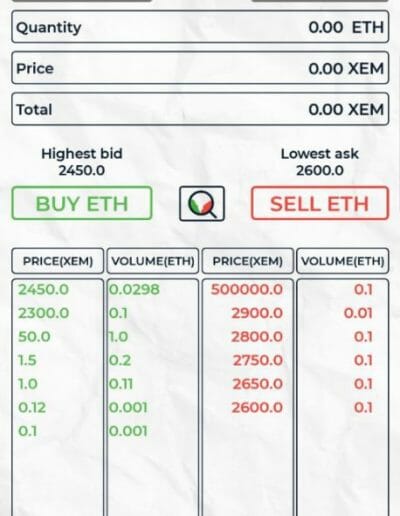 Quantity 0.00 ETH
Price 0.00 XEM
Total 0.00 XEM
Highest bid Lowest ask
2450.0 2600.0
BUY ETH SELL ETH
PRICE(XEM) VOLUME(ETH) PRICE(XEM) VOLUME(ETH)
2450.0 0.0298 500000.0 0.1
2300.0 0.1 2900.0 0.01
50.0 1.0 2800.0 0.1
1.5 0.2 2750.0 0.1
1.0 0.11 2650.0 0.1
0.12 0.001 2600.0 0.1
0.1 0.001